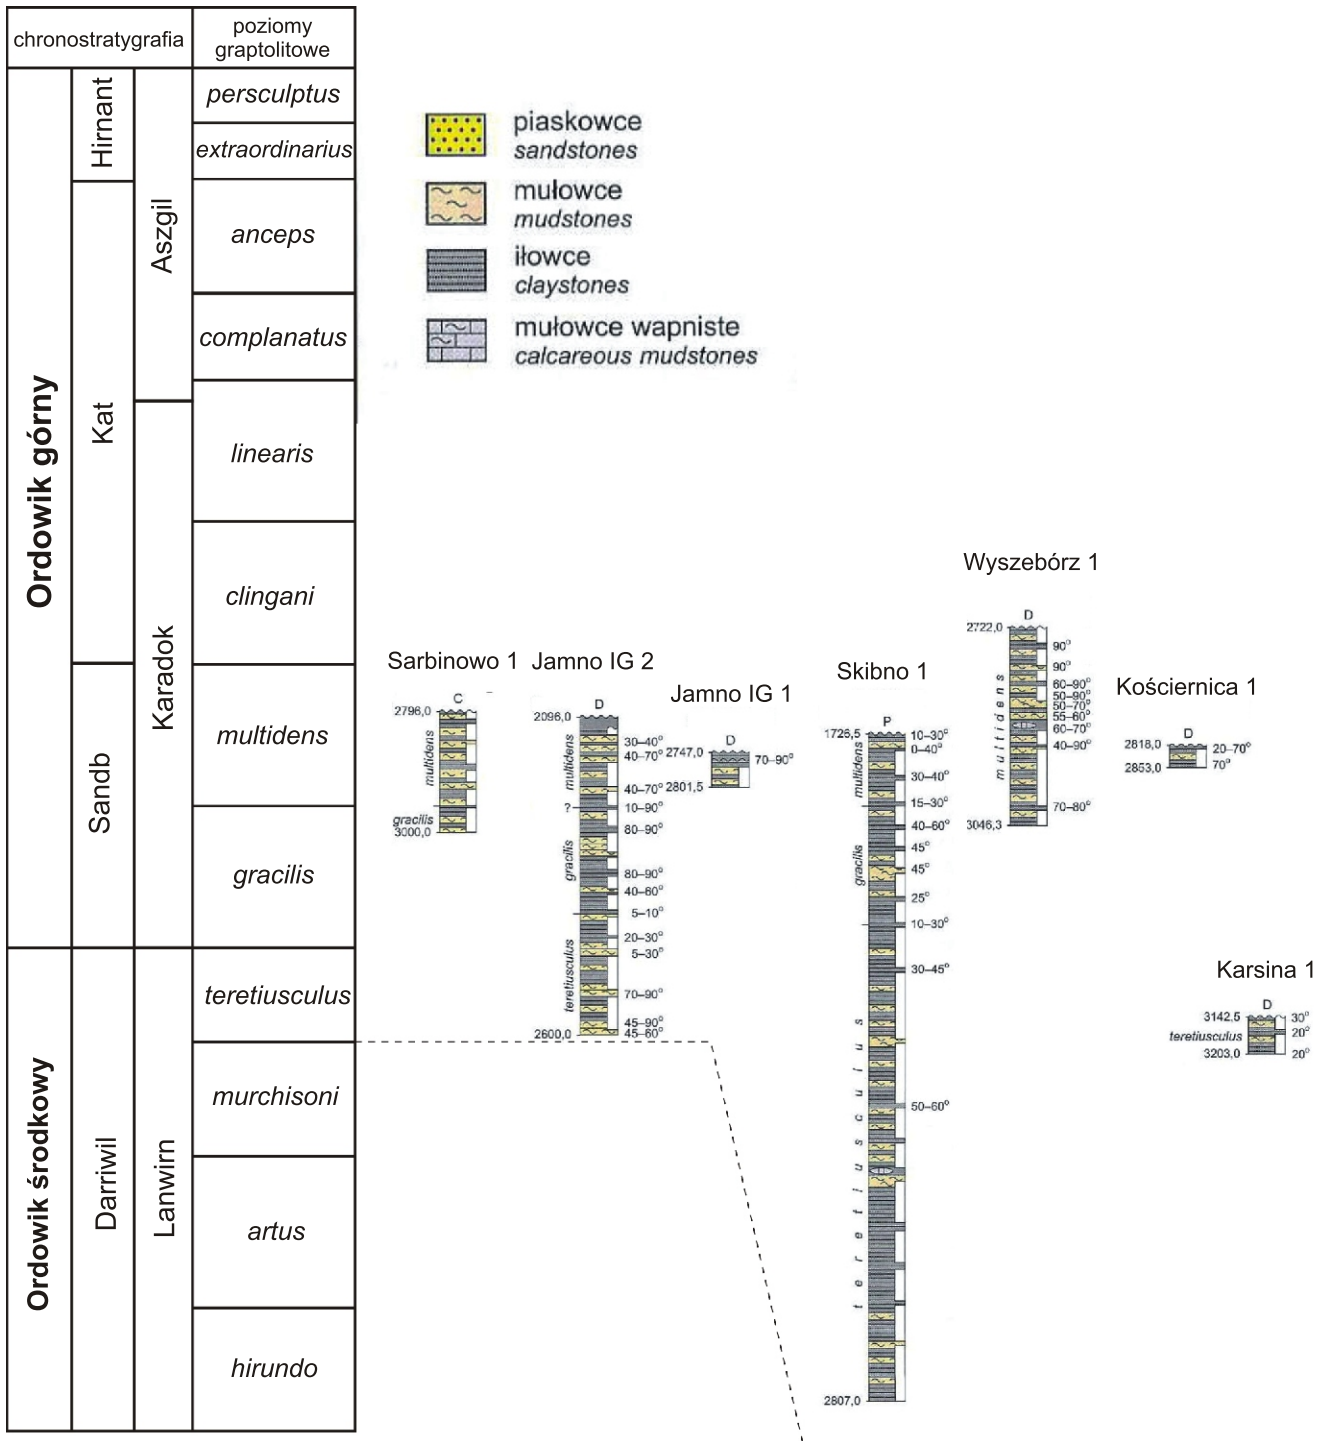 chronostratygrafia
poziomy
graptolitowe
Ordowik górny
Ordowik środkowy
Hirnant
Kat
Sandb
Darriwil
Aszgil
Karadok
Lanwirn
persculptus
extraordinarius
anceps
complanatus
linearis
clingani
multidens
gracilis
teretiusculus
murchisoni
artus
hirundo
piaskowce
sandstones
mułowce
mudstones
iłowce
claystones
mułowce wapniste
calcareous mudstones
Sarbinowo 1
C
2796,0
multidens
gracilis
3000,0
Jamno IG 2
D
2096,0
multidens
?
gracilis
teretiusculus
2600,0
30–40°
40–70°
40–70°
10–90°
80–90°
80–90°
40–60°
5–10°
20–30°
5–30°
70–90°
45–90°
45–60°
Jamno IG 1
D
2747,0
70–90°
2801,5
Skibno 1
P
1726,5
multidens
gracilis
teretiusculus
2807,0
10–30°
0–40°
30–40°
15–30°
40–60°
45°
45°
25°
10–30°
30–45°
50–60°
Wyszebórz 1
D
2722,0
multidens
3046,3
90°
90°
60–90°
50–90°
50–70°
55–60°
60–70°
40–90°
70–80°
Kościernica 1
D
2818,0
20–70°
2853,0
70°
Karsina 1
D
3142,5
30°
teretiusculus
20°
3203,0
20°